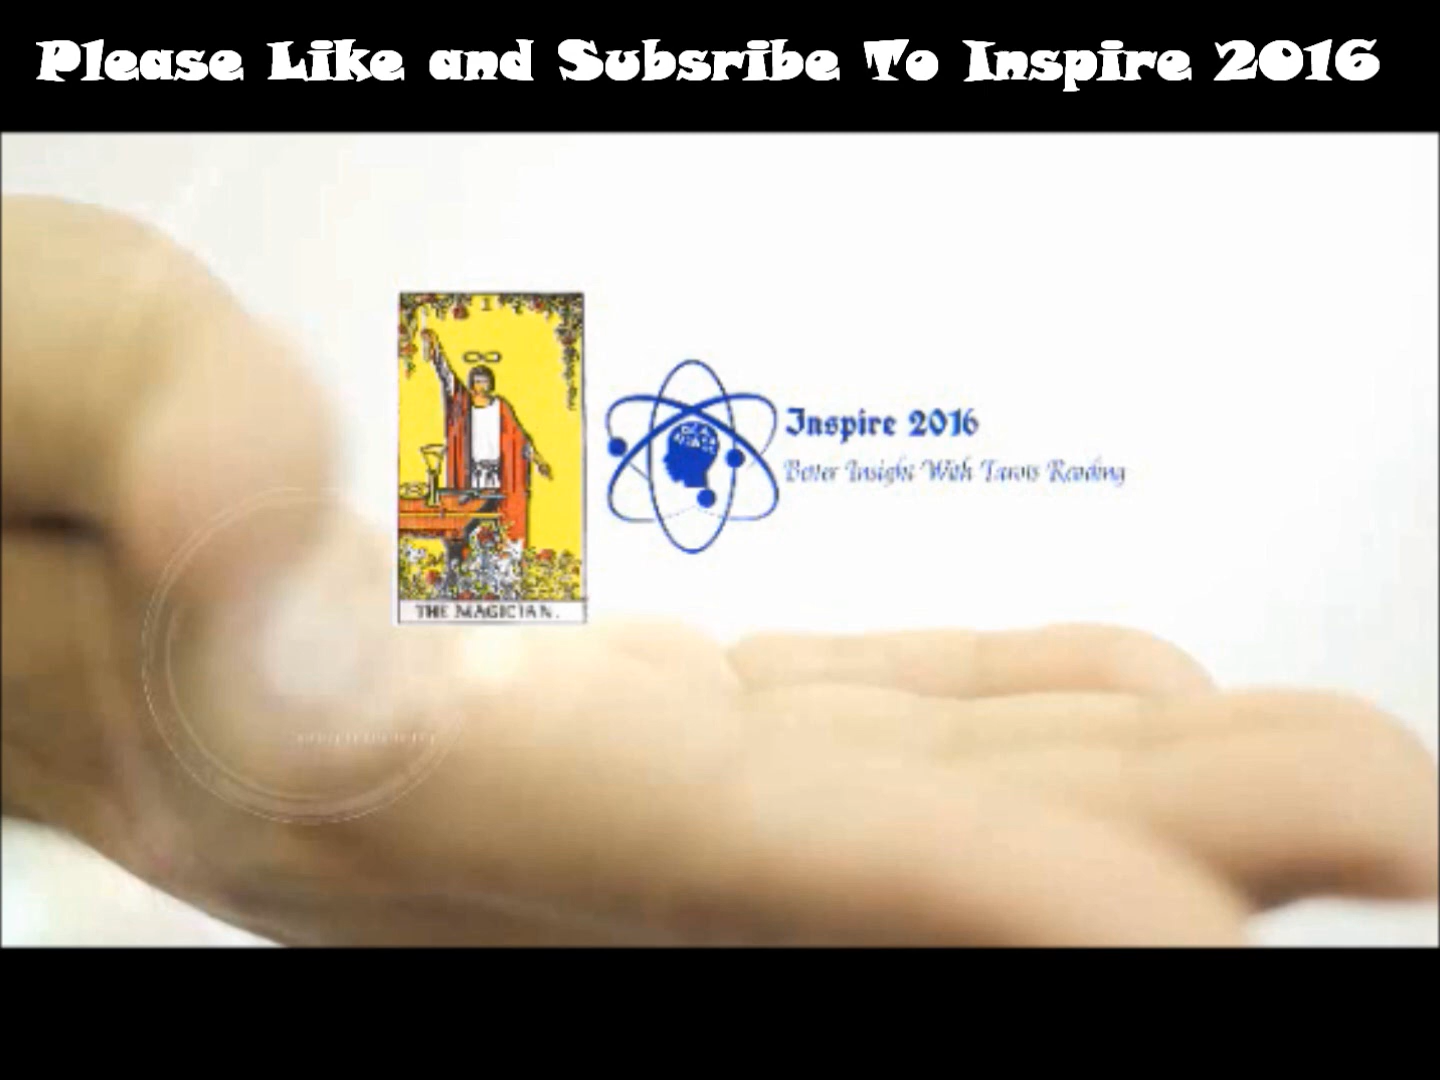 Please Like and Subsribe To Inspire 2016
I
Inspire 2016
Better Insight With Tarots Reading
THE MAGICIAN.